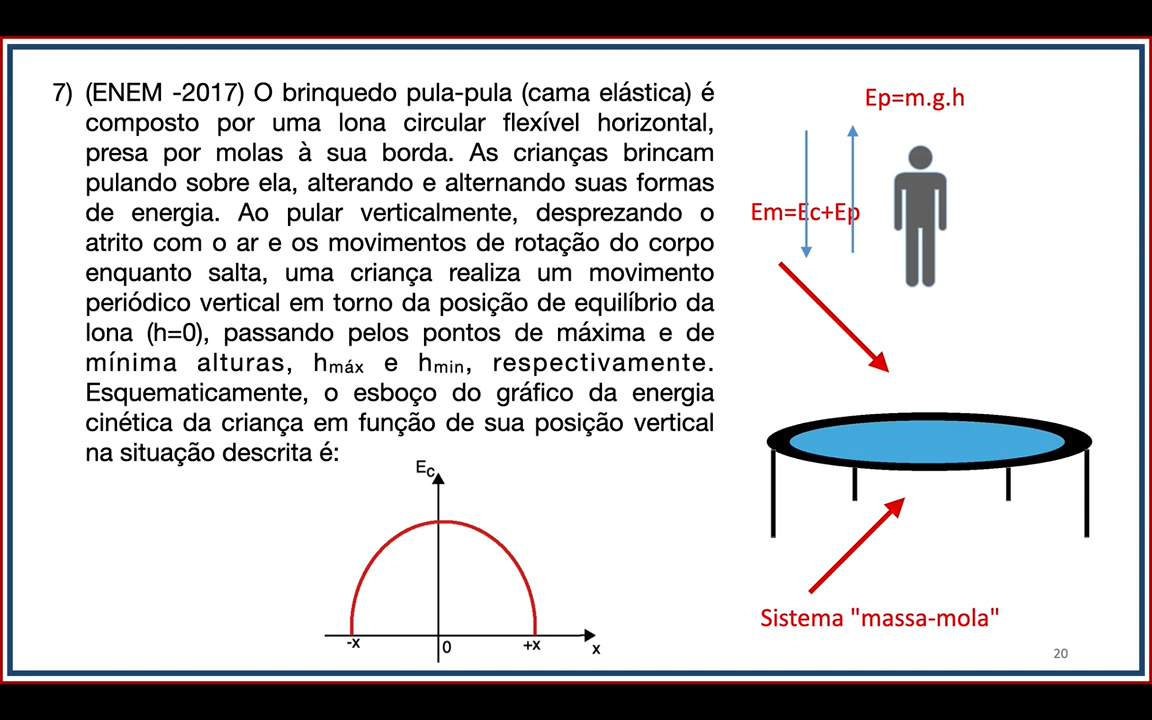 7) (ENEM -2017) O brinquedo pula-pula (cama elástica) é
composto por uma lona circular flexível horizontal,
presa por molas à sua borda. As crianças brincam
pulando sobre ela, alterando e alternando suas formas
de energia. Ao pular verticalmente, desprezando o
atrito com o ar e os movimentos de rotação do corpo
enquanto salta, uma criança realiza um movimento
periódico vertical em torno da posição de equilíbrio da
lona (h=0), passando pelos pontos de máxima e de
mínima alturas, hmáx e hmin, respectivamente.
Esquematicamente, o esboço do gráfico da energia
cinética da criança em função de sua posição vertical
na situação descrita é:
Ec
-x
0
+x
x
Ep=m.g.h
Em=Ec+Ep
Sistema "massa-mola"
20